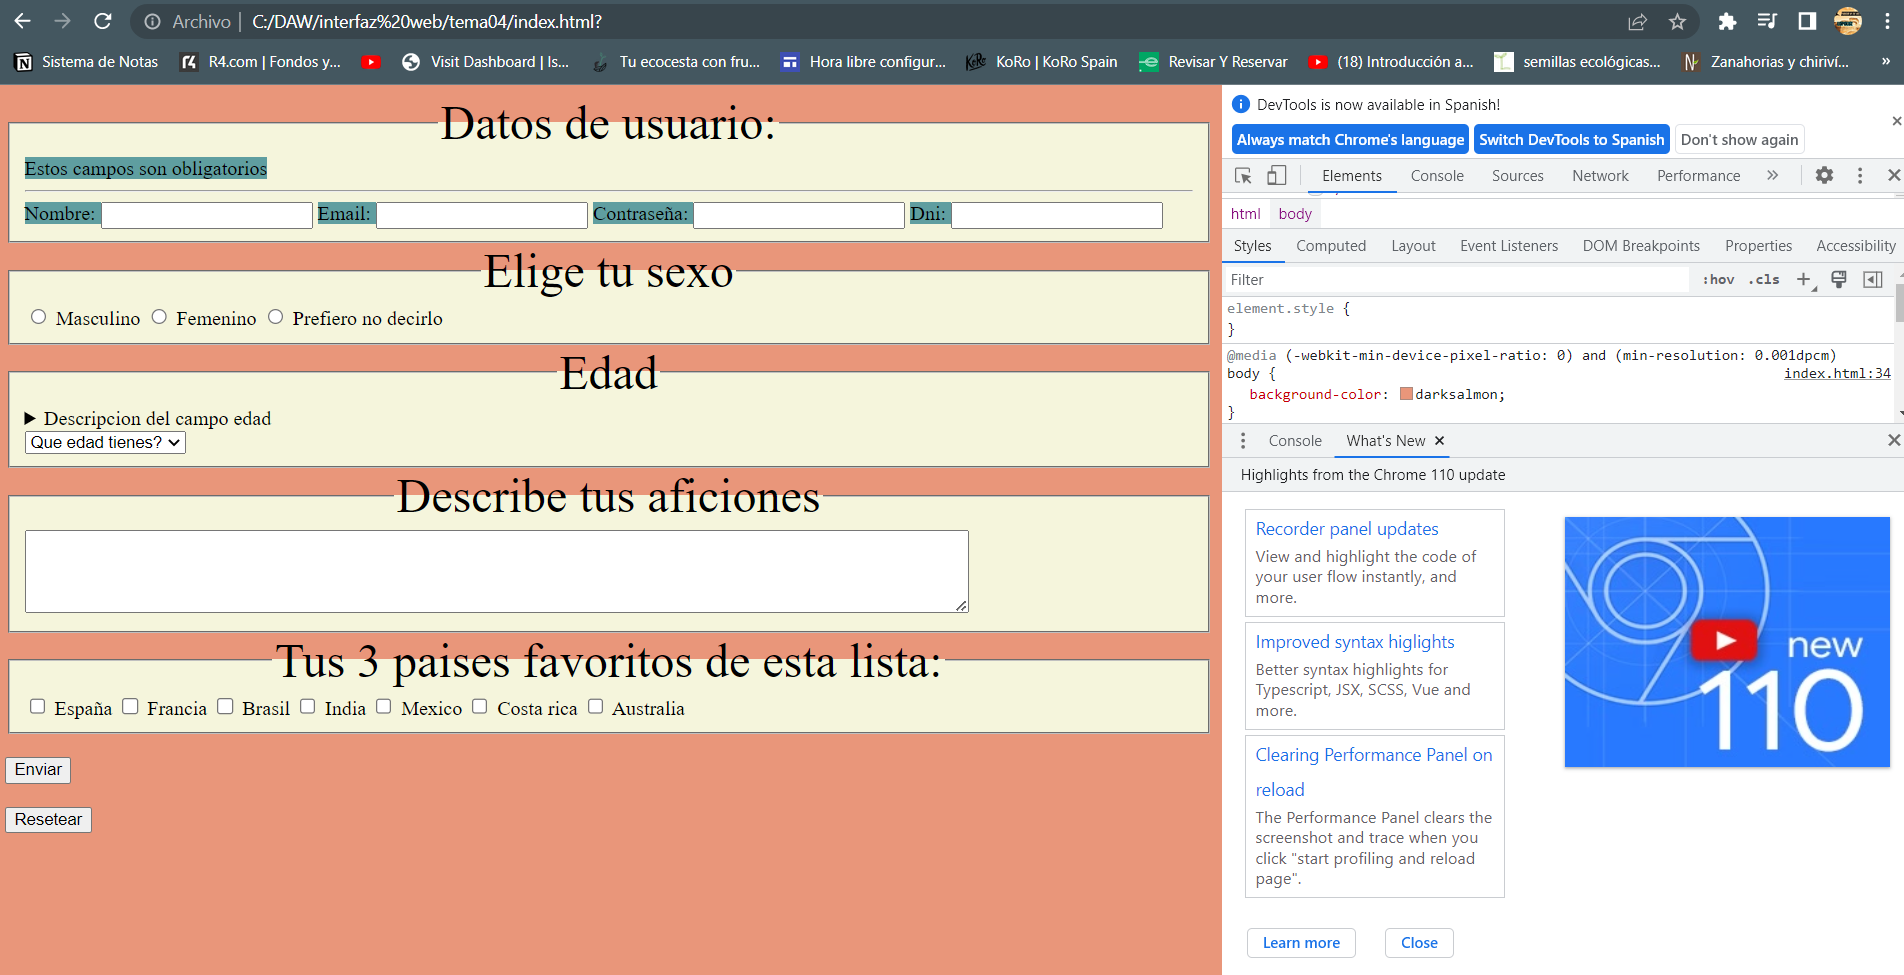 Archivo | C:/DAW/interfaz%20web/tema04/index.html?
Sistema de Notas R4.com | Fondos y... Visit Dashboard | Is... Tu ecocesta con fru... Hora libre configur... KoRo | KoRo Spain Revisar Y Reservar (18) Introducción a... semillas ecológicas... Zanahorias y chiriví... »
Datos de usuario:
Estos campos son obligatorios
Nombre: Email: Contraseña: Dni:
Elige tu sexo
Masculino Femenino Prefiero no decirlo
Edad
Descripcion del campo edad
Que edad tienes?
Describe tus aficiones
Tus 3 paises favoritos de esta lista:
España Francia Brasil India Mexico Costa rica Australia
Enviar
Resetear
DevTools is now available in Spanish!
Always match Chrome's language Switch DevTools to Spanish Don't show again
Elements Console Sources Network Performance »
html body
Styles Computed Layout Event Listeners DOM Breakpoints Properties Accessibility
Filter :hov .cls +
element.style {
}
@media (-webkit-min-device-pixel-ratio: 0) and (min-resolution: 0.001dpcm)
body { index.html:34
background-color: darksalmon;
}
Console What's New ×
Highlights from the Chrome 110 update
Recorder panel updates
View and highlight the code of
your user flow instantly, and
more.
Improved syntax higlights
Better syntax highlights for
Typescript, JSX, SCSS, Vue and
more.
Clearing Performance Panel on
reload
The Performance Panel clears the
screenshot and trace when you
click "start profiling and reload
page".
new
110
Learn more Close